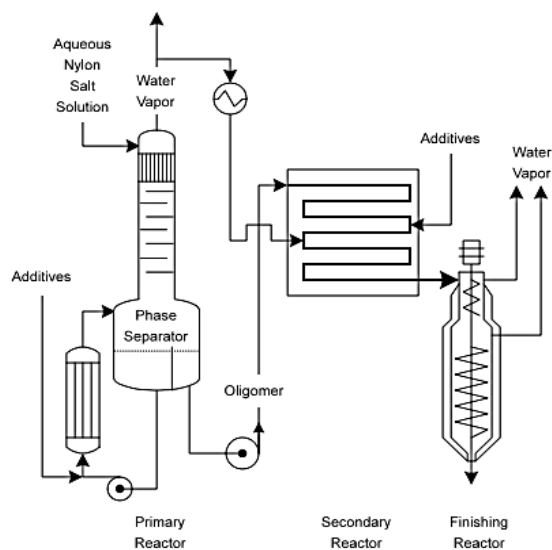 Aqueous
Nylon
Salt
Solution
Water
Vapor
Additives
Water
Vapor
Additives
Phase
Separator
Oligomer
Primary
Reactor
Secondary
Reactor
Finishing
Reactor